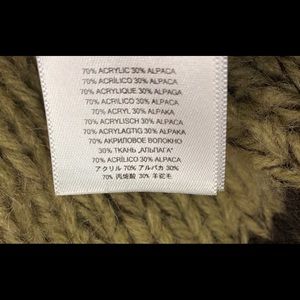 70% ACRYLIC 30% ALPACA
70% ACRÍLICO 30% ALPACA
70% ACRYLIQUE 30% ALPAGA
70% ACRILICO 30% ALPACA
70% ACRYL 30% ALPAKA
70% ACRYLISCH 30% ALPACA
70% ACRYLAGTIG 30% ALPAKA
70% АКРИЛОВОЕ ВОЛОКНО
30% ТКАНЬ „АЛЬПАГА"
70% ACRÍLICO 30% ALPACA
アクリル 70% アルパカ 30%
70% 丙烯酸 30% 羊驼毛